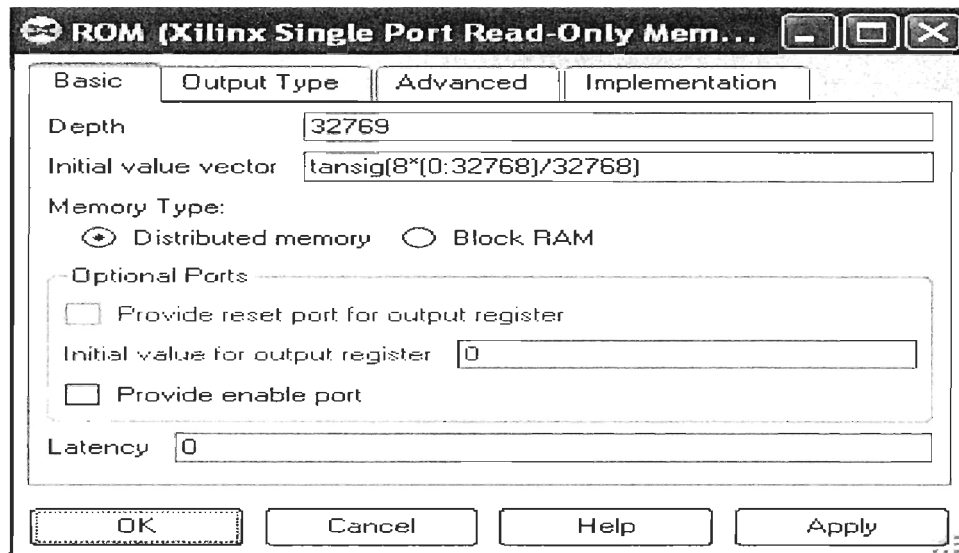 ROM (Xilinx Single Port Read-Only Mem...
Basic Output Type Advanced Implementation
Depth 32769
Initial value vector tansig(8*(0:32768)/32768)
Memory Type:
Distributed memory Block RAM
Optional Ports
Provide reset port for output register
Initial value for output register 0
Provide enable port
Latency 0
OK Cancel Help Apply